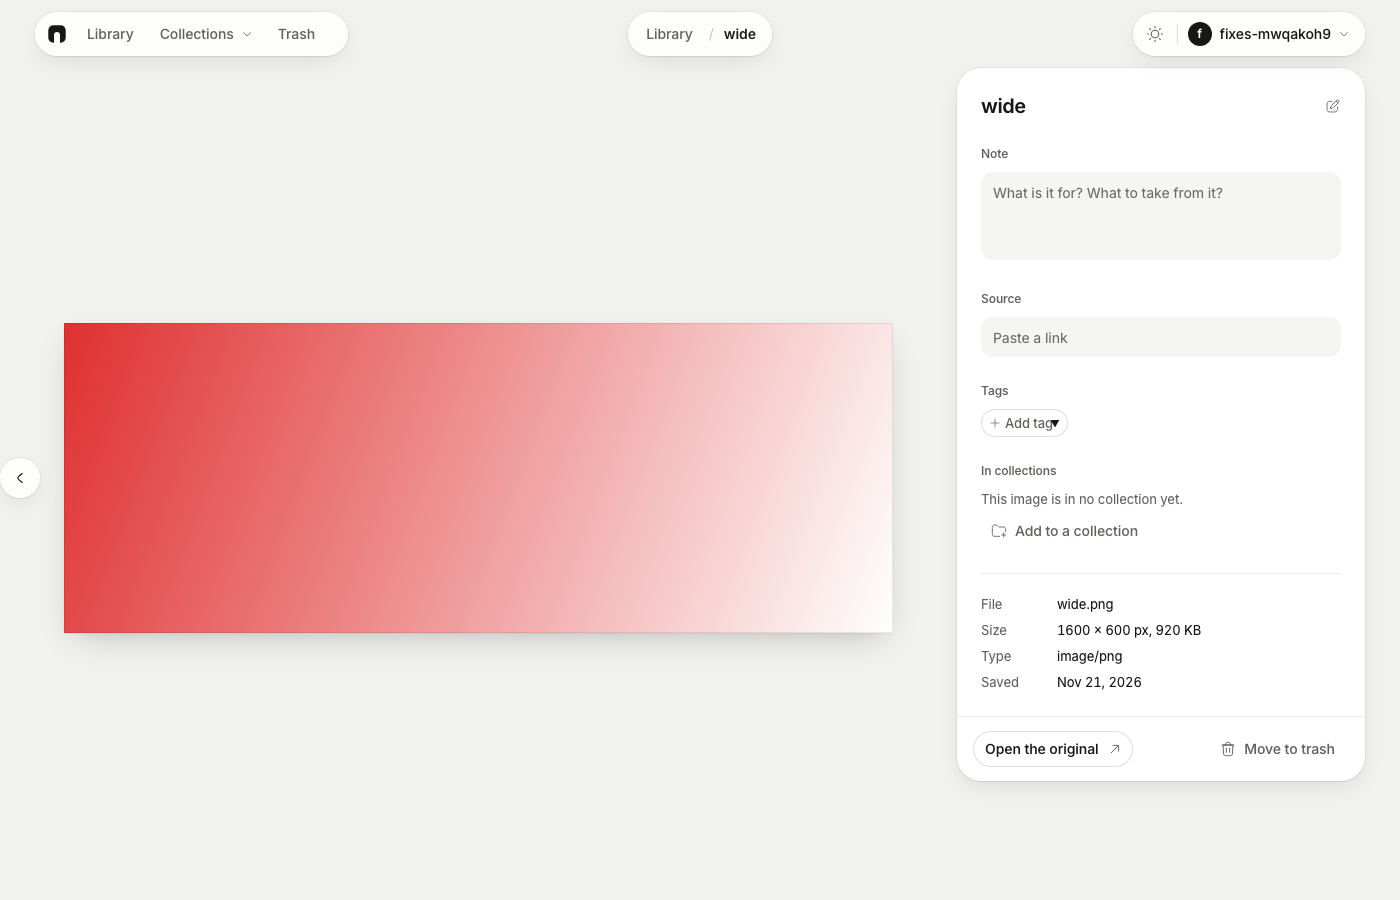 Library Collections Trash
Library / wide
f fixes-mwqakoh9
wide
Note
What is it for? What to take from it?
Source
Paste a link
Tags
+ Add tag
In collections
This image is in no collection yet.
Add to a collection
File wide.png
Size 1600 × 600 px, 920 KB
Type image/png
Saved Nov 21, 2026
Open the original
Move to trash